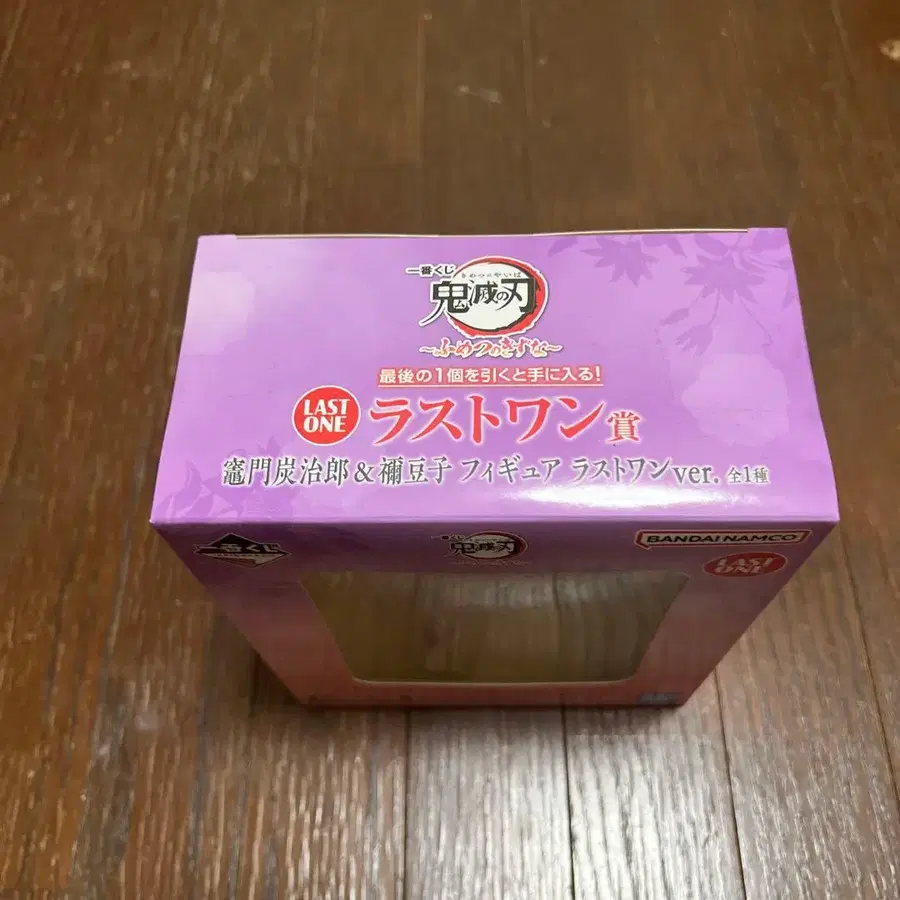 一番くじ
きめつのやいば
鬼滅の刃
～ふめつのきずな～
最後の1個を引くと手に入る!
LAST ONE ラストワン賞
竈門炭治郎&禰豆子 フィギュア ラストワンver. 全1種
一番くじ
一番くじ
鬼滅の刃
BANDAI NAMCO
LAST ONE